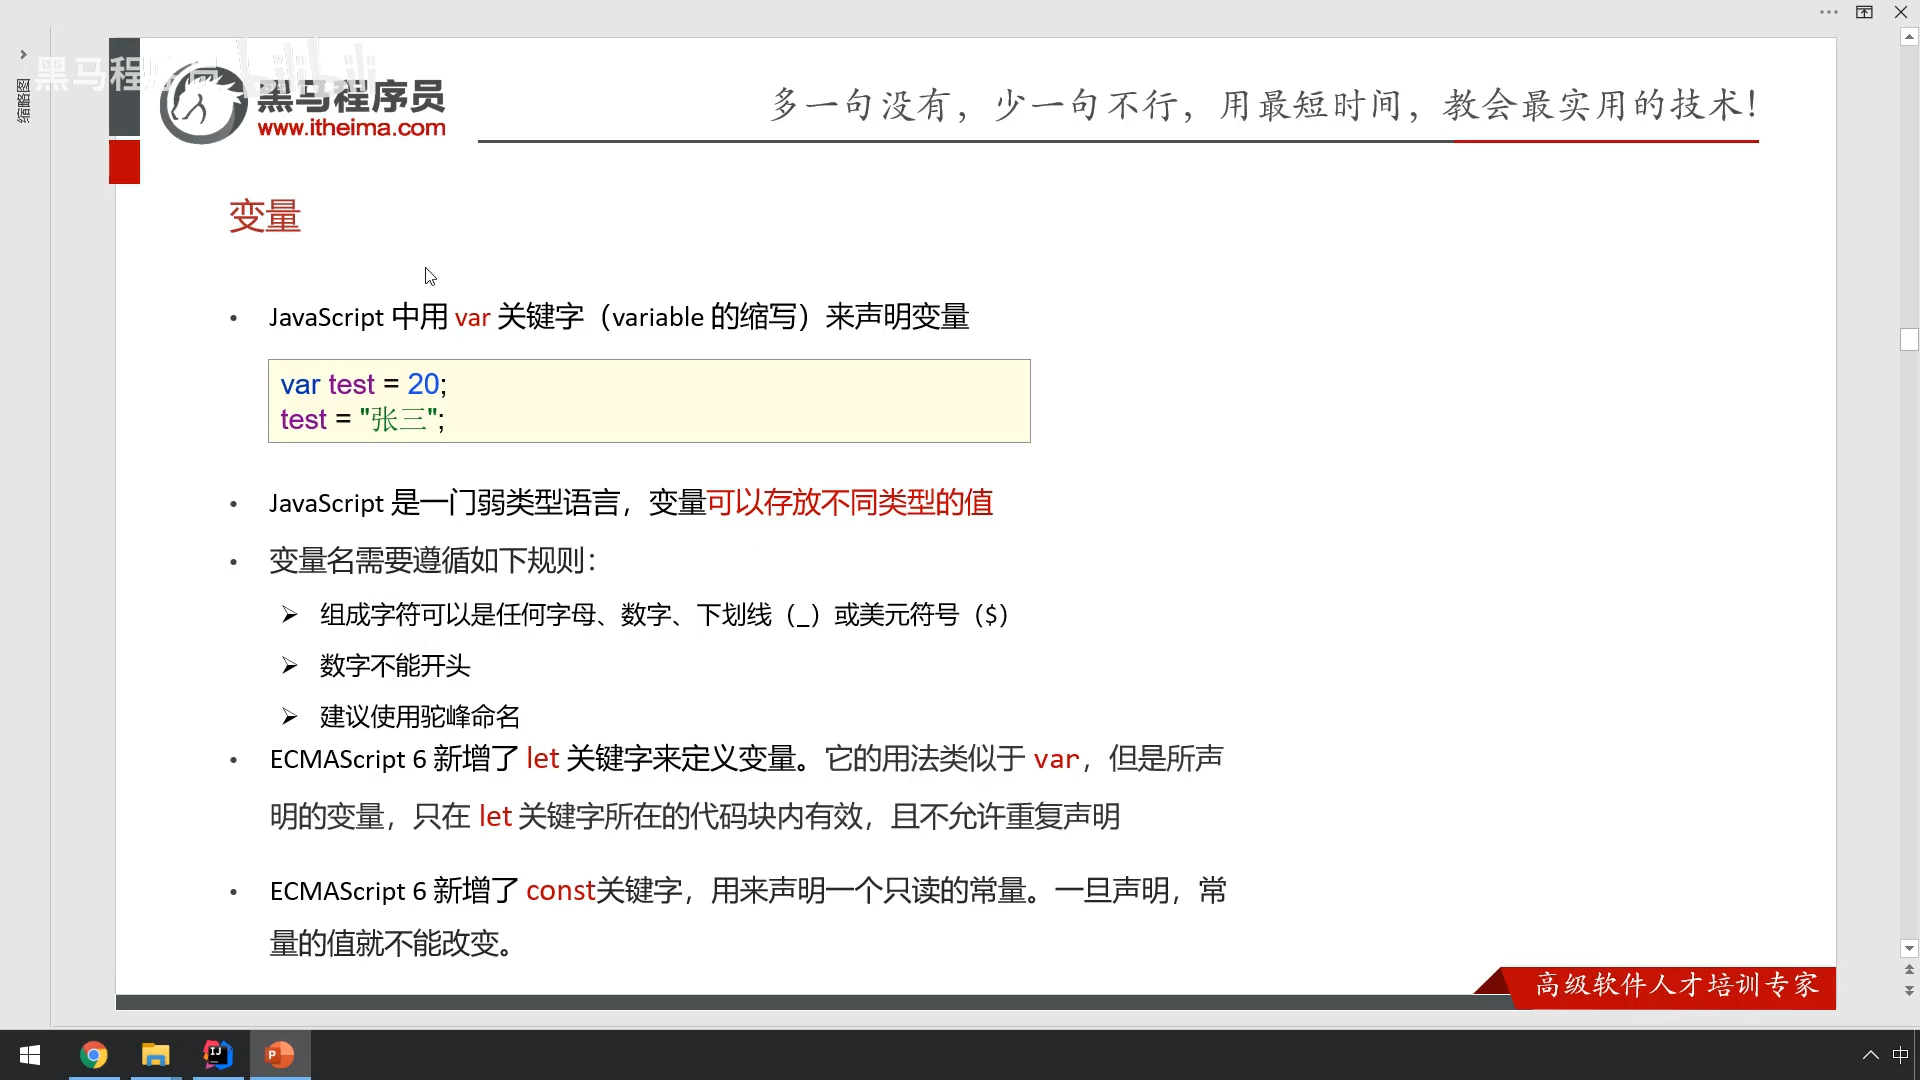 缩略图
黑马程序员
bilibili
黑马程序员
www.itheima.com
多一句没有，少一句不行，用最短时间，教会最实用的技术！
变量
• JavaScript 中用 var 关键字（variable 的缩写）来声明变量
var test = 20;
test = "张三";
• JavaScript 是一门弱类型语言，变量可以存放不同类型的值
• 变量名需要遵循如下规则：
➢ 组成字符可以是任何字母、数字、下划线（_）或美元符号（$）
➢ 数字不能开头
➢ 建议使用驼峰命名
• ECMAScript 6 新增了 let 关键字来定义变量。它的用法类似于 var，但是所声
明的变量，只在 let 关键字所在的代码块内有效，且不允许重复声明
• ECMAScript 6 新增了 const关键字，用来声明一个只读的常量。一旦声明，常
量的值就不能改变。
高级软件人才培训专家
中